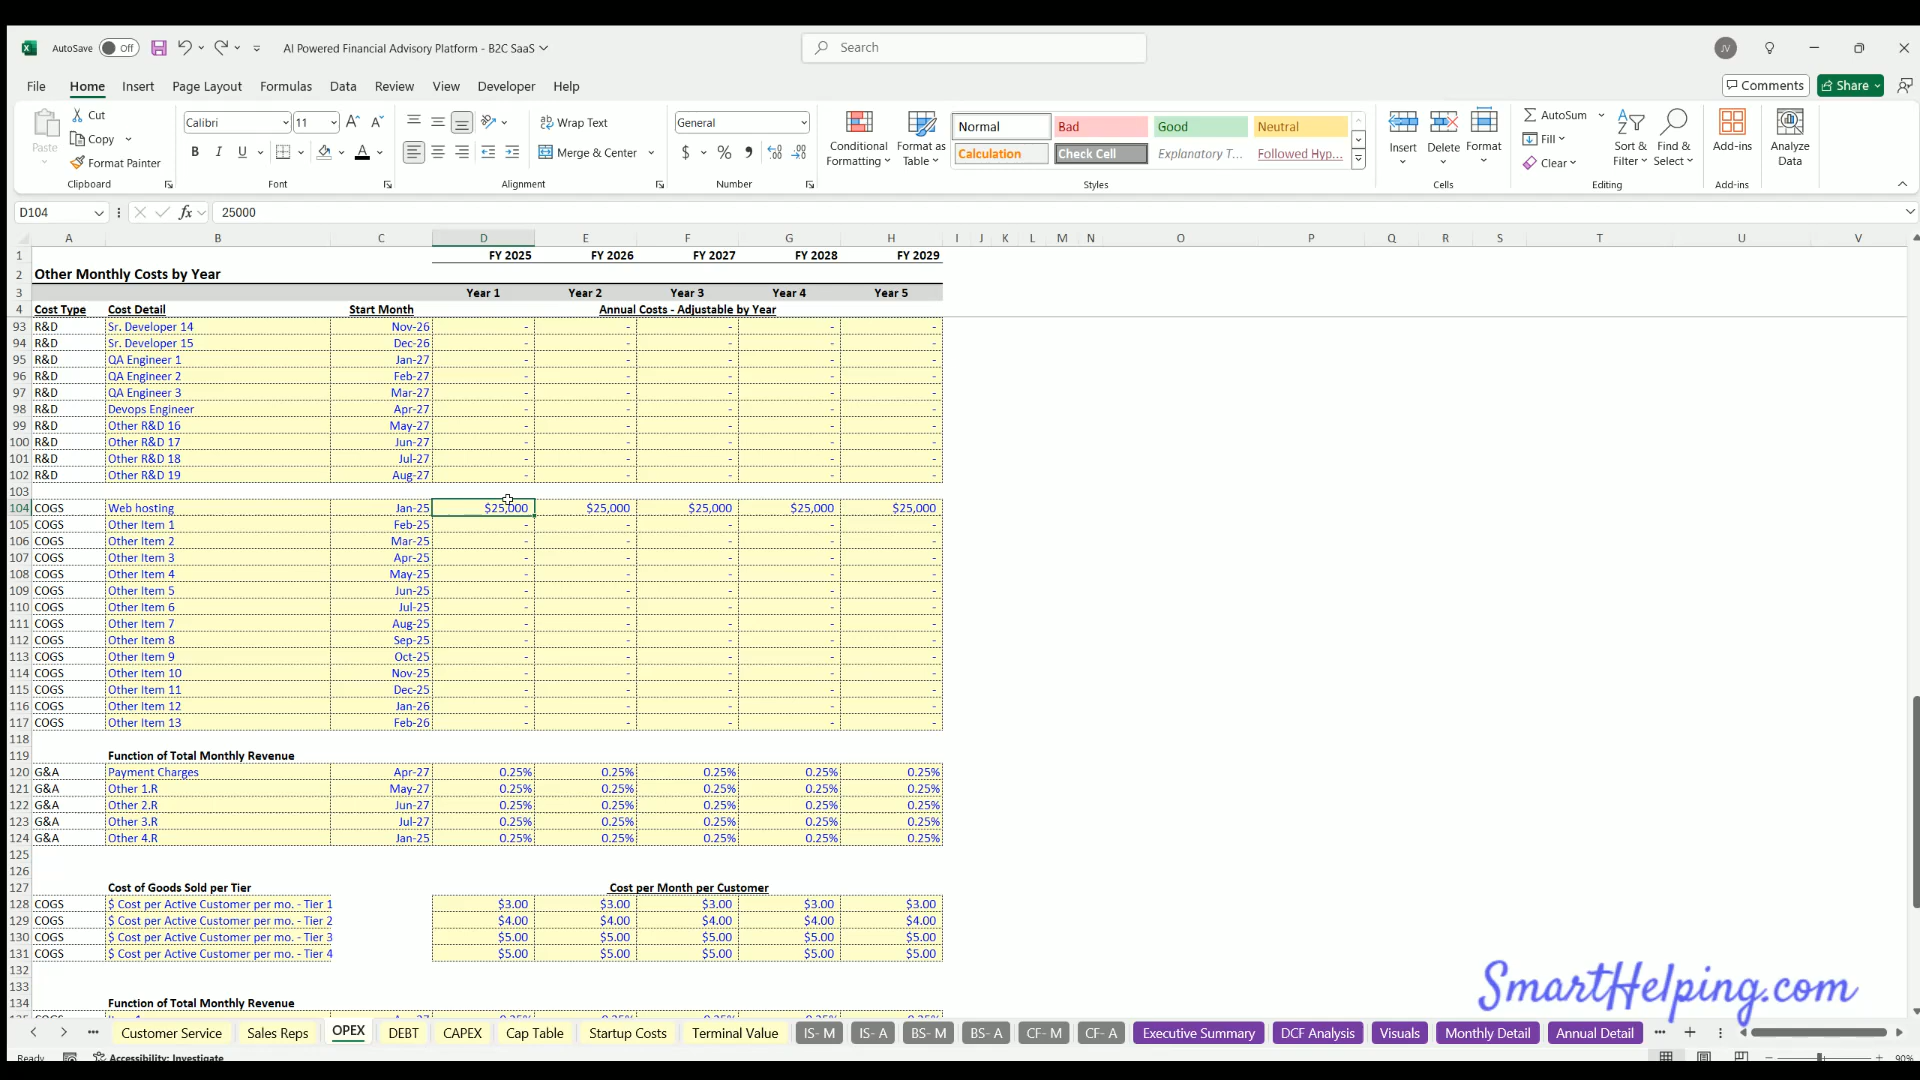 AutoSave Off AI Powered Financial Advisory Platform - B2C SaaS Search JV
File Home Insert Page Layout Formulas Data Review View Developer Help Comments Share
Paste Cut Copy Format Painter Clipboard
Calibri 11 B I U Font
Wrap Text Merge & Center Alignment
General $ % Number
Conditional Formatting Format as Table
Normal Bad Good Neutral
Calculation Check Cell Explanatory T... Followed Hyp...
Styles
Insert Delete Format Cells
AutoSum Fill Clear Sort & Filter Find & Select Editing
Add-ins Add-ins
Analyze Data
D104 fx 25000
A B C D E F G H I J K L M N O P Q R S T U V
1 FY 2025 FY 2026 FY 2027 FY 2028 FY 2029
2 Other Monthly Costs by Year
3 Year 1 Year 2 Year 3 Year 4 Year 5
4 Cost Type Cost Detail Start Month Annual Costs - Adjustable by Year
93 R&D Sr. Developer 14 Nov-26 - - - - -
94 R&D Sr. Developer 15 Dec-26 - - - - -
95 R&D QA Engineer 1 Jan-27 - - - - -
96 R&D QA Engineer 2 Feb-27 - - - - -
97 R&D QA Engineer 3 Mar-27 - - - - -
98 R&D Devops Engineer Apr-27 - - - - -
99 R&D Other R&D 16 May-27 - - - - -
100 R&D Other R&D 17 Jun-27 - - - - -
101 R&D Other R&D 18 Jul-27 - - - - -
102 R&D Other R&D 19 Aug-27 - - - - -
103
104 COGS Web hosting Jan-25 $25,000 $25,000 $25,000 $25,000 $25,000
105 COGS Other Item 1 Feb-25 - - - - -
106 COGS Other Item 2 Mar-25 - - - - -
107 COGS Other Item 3 Apr-25 - - - - -
108 COGS Other Item 4 May-25 - - - - -
109 COGS Other Item 5 Jun-25 - - - - -
110 COGS Other Item 6 Jul-25 - - - - -
111 COGS Other Item 7 Aug-25 - - - - -
112 COGS Other Item 8 Sep-25 - - - - -
113 COGS Other Item 9 Oct-25 - - - - -
114 COGS Other Item 10 Nov-25 - - - - -
115 COGS Other Item 11 Dec-25 - - - - -
116 COGS Other Item 12 Jan-26 - - - - -
117 COGS Other Item 13 Feb-26 - - - - -
118
119 Function of Total Monthly Revenue
120 G&A Payment Charges Apr-27 0.25% 0.25% 0.25% 0.25% 0.25%
121 G&A Other 1.R May-27 0.25% 0.25% 0.25% 0.25% 0.25%
122 G&A Other 2.R Jun-27 0.25% 0.25% 0.25% 0.25% 0.25%
123 G&A Other 3.R Jul-27 0.25% 0.25% 0.25% 0.25% 0.25%
124 G&A Other 4.R Jan-25 0.25% 0.25% 0.25% 0.25% 0.25%
125
126
127 Cost of Goods Sold per Tier Cost per Month per Customer
128 COGS $ Cost per Active Customer per mo. - Tier 1 $3.00 $3.00 $3.00 $3.00 $3.00
129 COGS $ Cost per Active Customer per mo. - Tier 2 $4.00 $4.00 $4.00 $4.00 $4.00
130 COGS $ Cost per Active Customer per mo. - Tier 3 $5.00 $5.00 $5.00 $5.00 $5.00
131 COGS $ Cost per Active Customer per mo. - Tier 4 $5.00 $5.00 $5.00 $5.00 $5.00
132
133
134 Function of Total Monthly Revenue
SmartHelping.com
Customer Service Sales Reps OPEX DEBT CAPEX Cap Table Startup Costs Terminal Value IS- M IS- A BS- M BS- A CF- M CF- A Executive Summary DCF Analysis Visuals Monthly Detail Annual Detail
Ready Accessibility: Investigate 90%